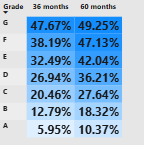 Grade 36 months 60 months
G 47.67% 49.25%
F 38.19% 47.13%
E 32.49% 42.04%
D 26.94% 36.21%
C 20.46% 27.64%
B 12.79% 18.32%
A 5.95% 10.37%